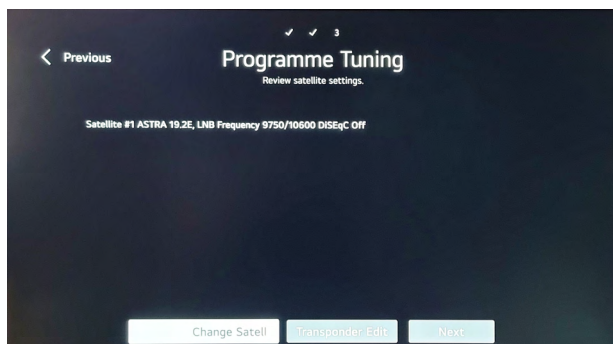 ✓ ✓ 3
Previous
Programme Tuning
Review satellite settings.
Satellite #1 ASTRA 19.2E, LNB Frequency 9750/10600 DiSEqC Off
Change Satell
Transponder Edit
Next